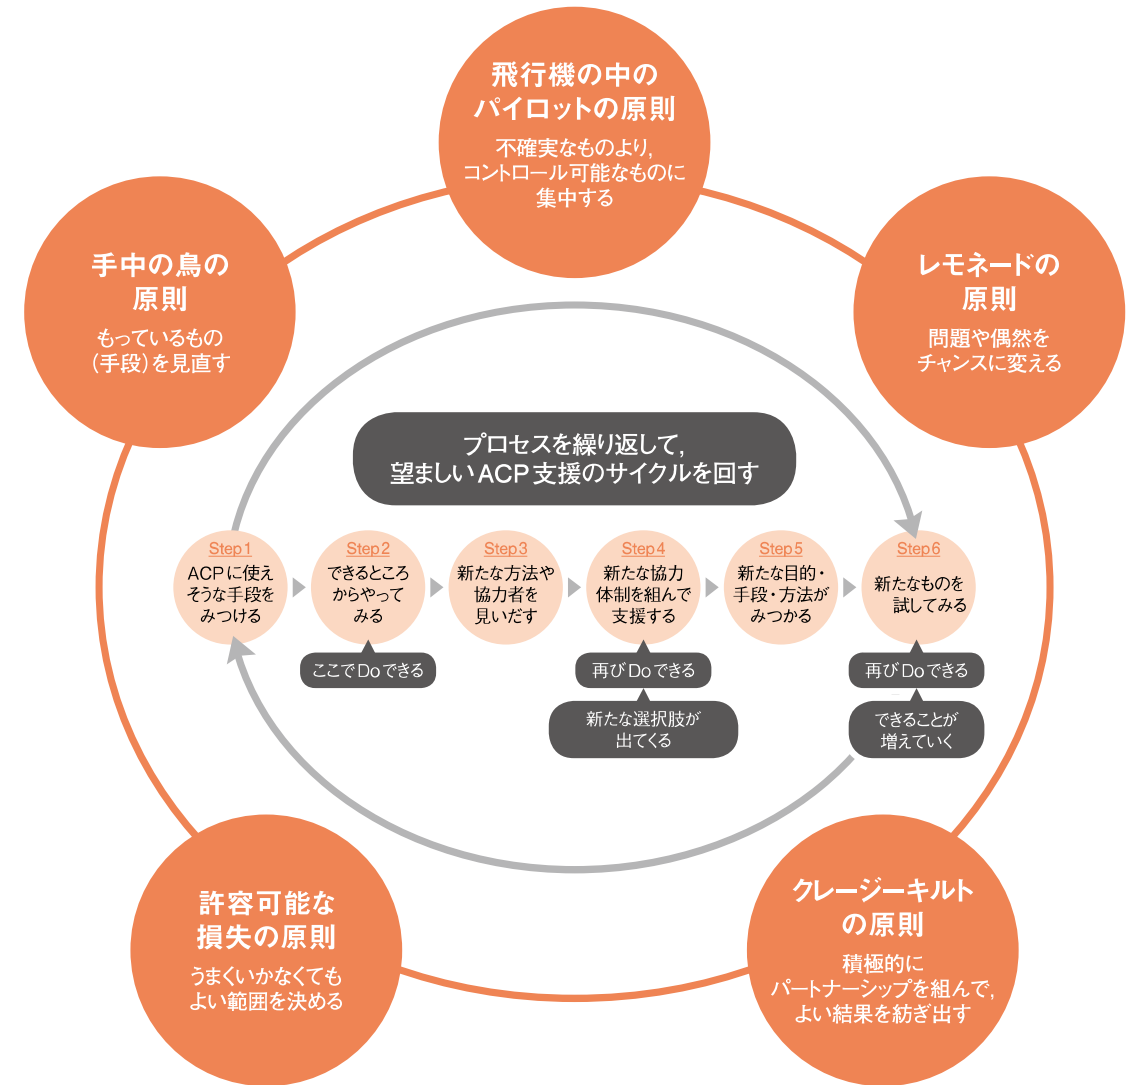 飛行機の中の
パイロットの原則
不確実なものより,
コントロール可能なものに
集中する
手中の鳥の
原則
もっているもの
(手段)を見直す
レモネードの
原則
問題や偶然を
チャンスに変える
プロセスを繰り返して,
望ましいACP支援のサイクルを回す
Step1
ACPに使え
そうな手段を
みつける
Step2
できるところ
からやって
みる
Step3
新たな方法や
協力者を
見いだす
Step4
新たな協力
体制を組んで
支援する
Step5
新たな目的・
手段・方法が
みつかる
Step6
新たなものを
試してみる
ここでDoできる
再びDoできる
新たな選択肢が
出てくる
再びDoできる
できることが
増えていく
許容可能な
損失の原則
うまくいかなくても
よい範囲を決める
クレージーキルト
の原則
積極的に
パートナーシップを組んで,
よい結果を紡ぎ出す